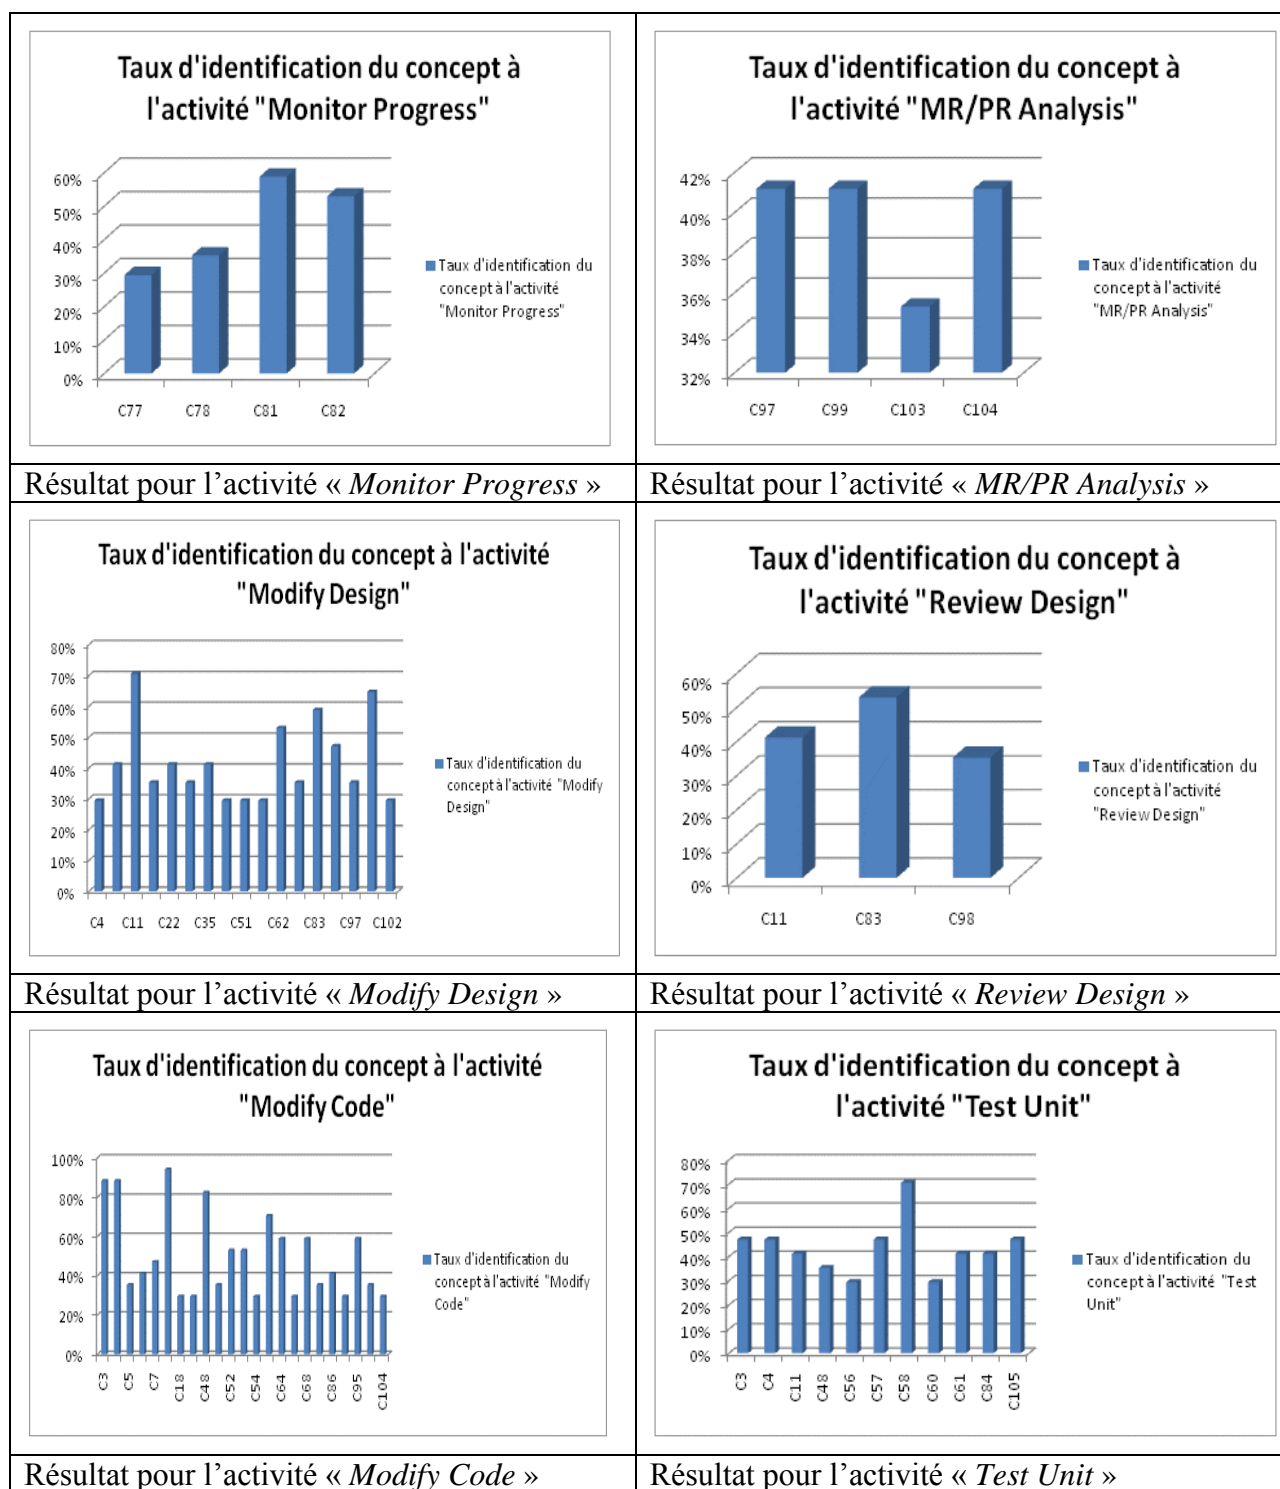 Taux d'identification du concept à
l'activité "Monitor Progress"
60%
50%
40%
30%
20%
10%
0%
C77 C78 C81 C82
Taux d'identification du
concept à l'activité
"Monitor Progress"
Résultat pour l'activité « Monitor Progress »
Taux d'identification du concept à
l'activité "MR/PR Analysis"
42%
40%
38%
36%
34%
32%
C97 C99 C103 C104
Taux d'identification du
concept à l'activité
"MR/PR Analysis"
Résultat pour l'activité « MR/PR Analysis »
Taux d'identification du concept à l'activité
"Modify Design"
80%
70%
60%
50%
40%
30%
20%
10%
0%
C4 C11 C22 C35 C51 C62 C83 C97 C102
Taux d'identification du
concept à l'activité "Modify
Design"
Résultat pour l'activité « Modify Design »
Taux d'identification du concept à
l'activité "Review Design"
60%
50%
40%
30%
20%
10%
0%
C11 C83 C98
Taux d'identification du
concept à l'activité
"Review Design"
Résultat pour l'activité « Review Design »
Taux d'identification du concept à l'activité
"Modify Code"
100%
80%
60%
40%
20%
0%
C3 C5 C7 C18 C48 C52 C54 C64 C68 C86 C95 C104
Taux d'identification du
concept à l'activité "Modify
Code"
Résultat pour l'activité « Modify Code »
Taux d'identification du concept à
l'activité "Test Unit"
80%
70%
60%
50%
40%
30%
20%
10%
0%
C3 C4 C11 C48 C56 C57 C58 C60 C61 C84 C105
Taux d'identification du
concept à l'activité "Test
Unit"
Résultat pour l'activité « Test Unit »